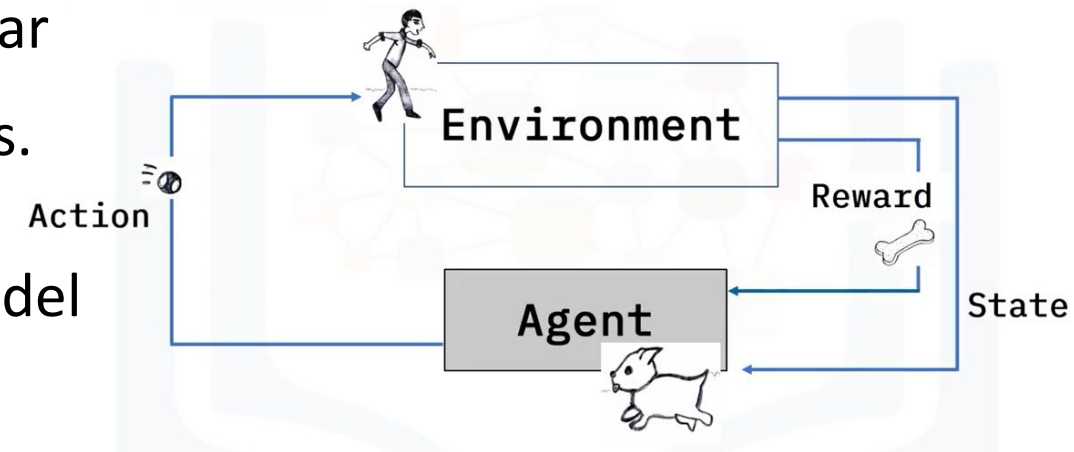 ar
s.
del
Environment
Reward
Action
Agent
State